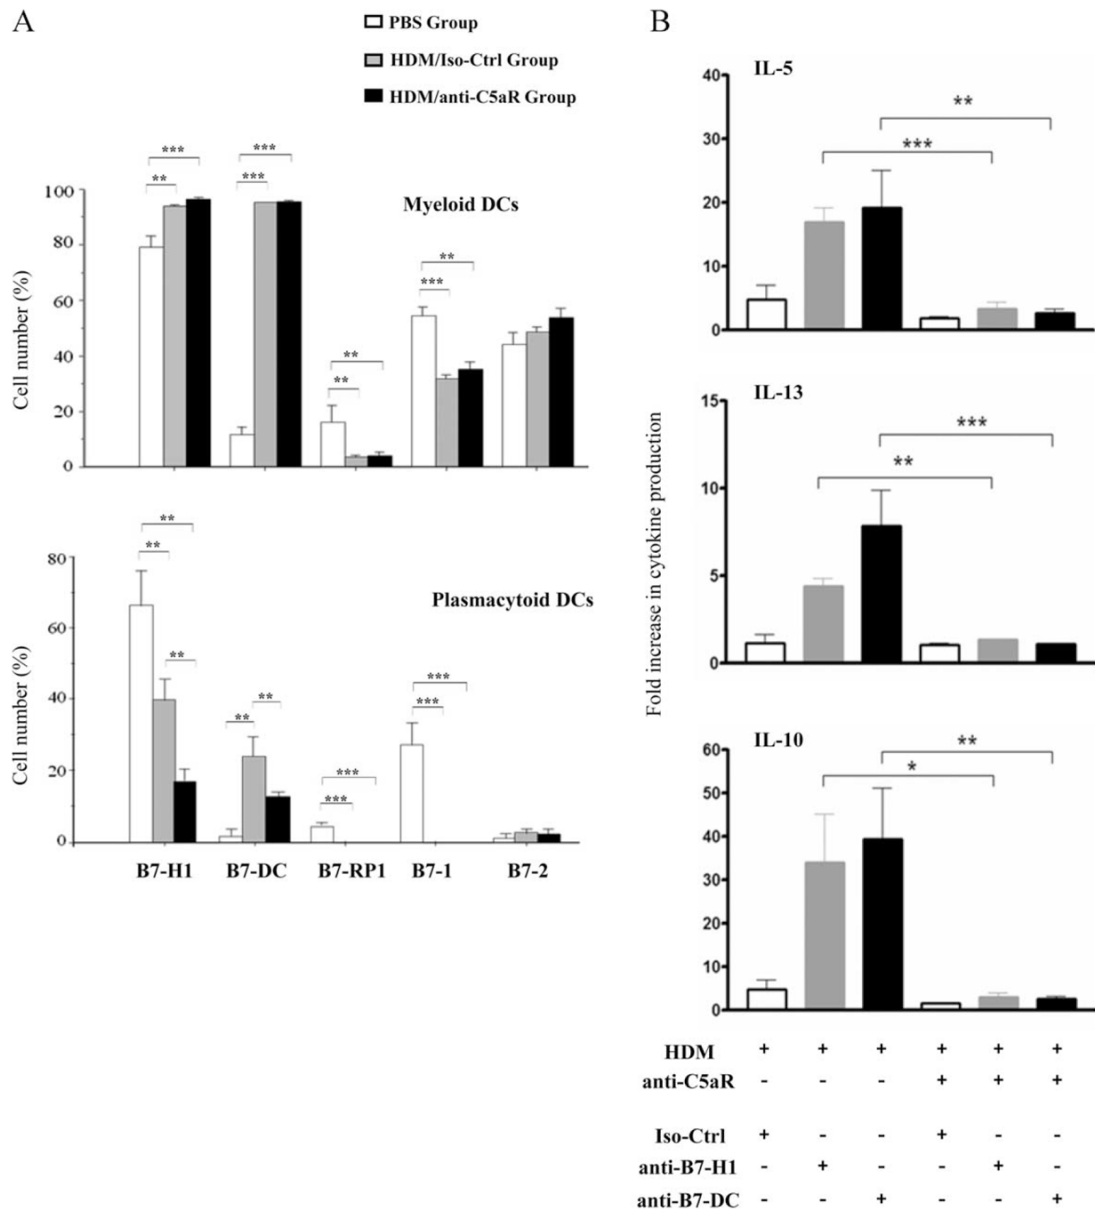 A
PBS Group
HDM/Iso-Ctrl Group
HDM/anti-C5aR Group
Myeloid DCs
Cell number (%)
100
80
60
40
20
0
***
**
***
***
**
**
**
***
Plasmacytoid DCs
Cell number (%)
80
60
40
20
0
**
**
**
**
**
***
***
***
***
B7-H1 B7-DC B7-RP1 B7-1 B7-2
B
Fold increase in cytokine production
IL-5
40
30
20
10
0
**
***
IL-13
15
10
5
0
***
**
IL-10
60
50
40
30
20
10
0
**
*
HDM + + + + + +
anti-C5aR - - - + + +
Iso-Ctrl + - - + - -
anti-B7-H1 - + - - + -
anti-B7-DC - - + - - +